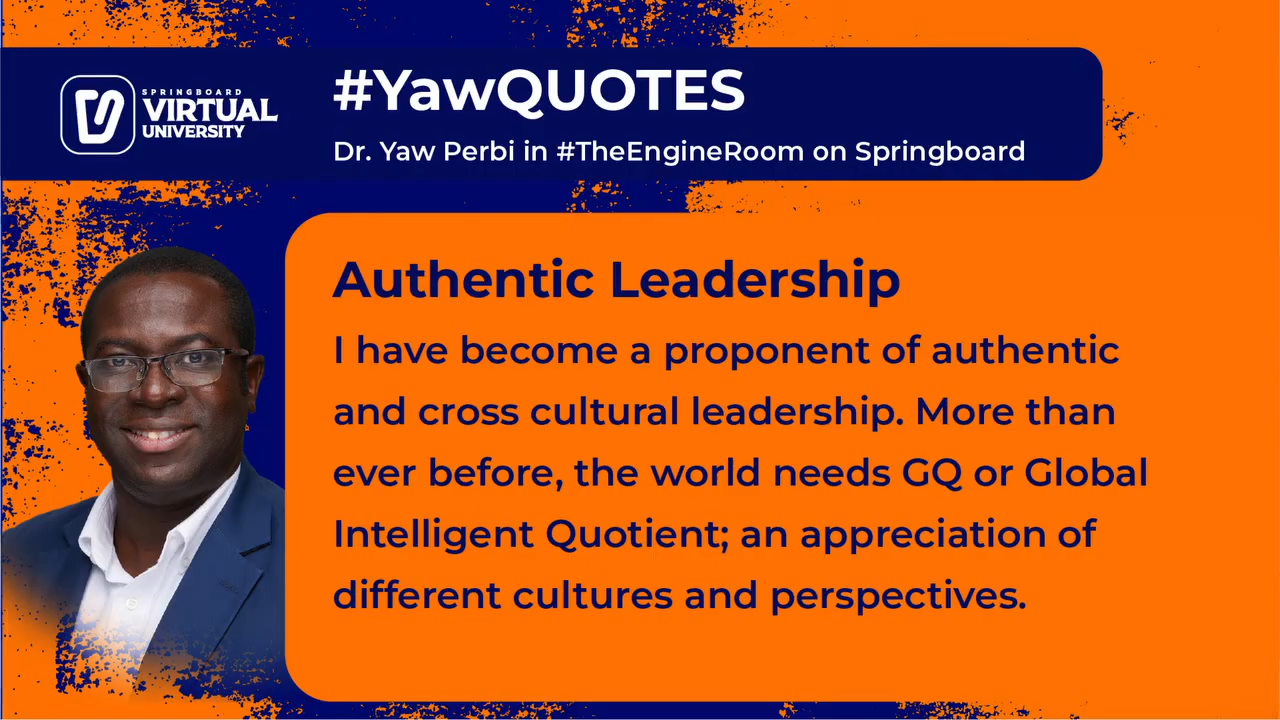 SPRINGBOARD
VIRTUAL
UNIVERSITY
#YawQUOTES
Dr. Yaw Perbi in #TheEngineRoom on Springboard
Authentic Leadership
I have become a proponent of authentic
and cross cultural leadership. More than
ever before, the world needs GQ or Global
Intelligent Quotient; an appreciation of
different cultures and perspectives.